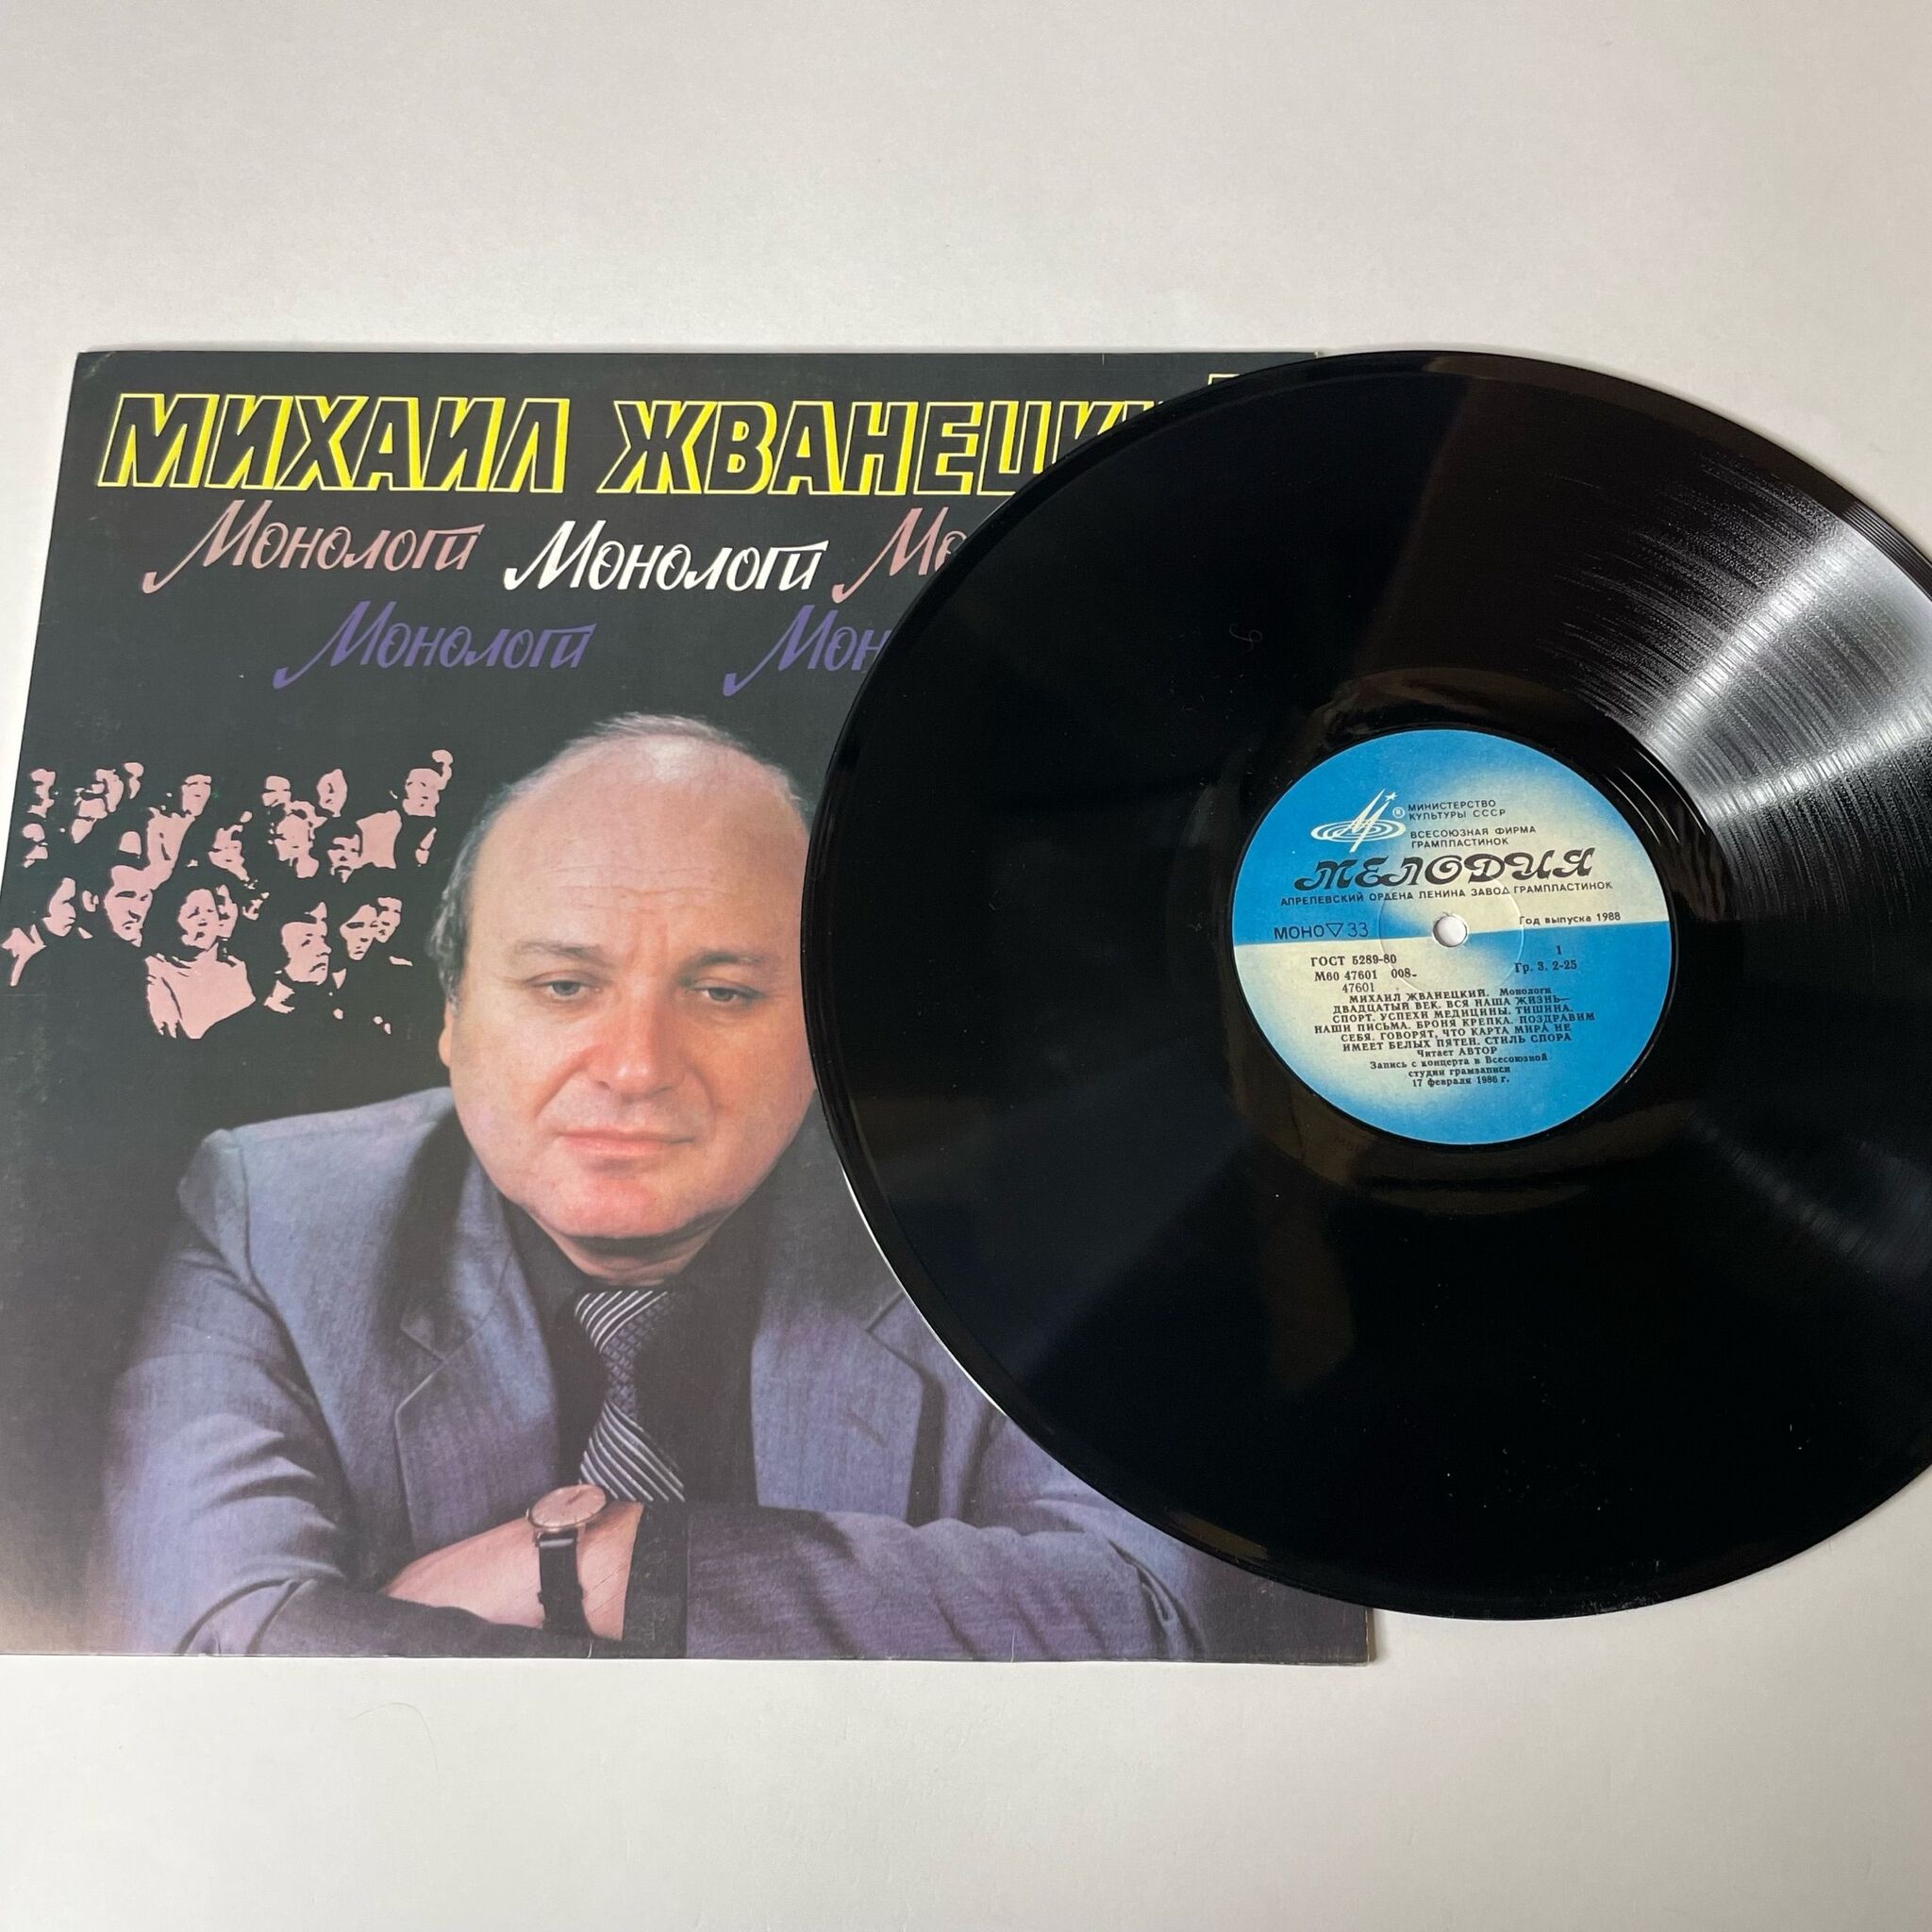 МИХАИЛ ЖВАНЕЦКИ
Монологи Монологи Мо
Монологи Мон
МИНИСТЕРСТВО
КУЛЬТУРЫ СССР
ВСЕСОЮЗНАЯ ФИРМА
ГРАМПЛАСТИНОК
МЕЛОДИЯ
АПРЕЛЕВСКИЙ ОРДЕНА ЛЕНИНА ЗАВОД ГРАМПЛАСТИНОК
МОНО ▽ 33 Год выпуска 1988
ГОСТ 5289-80 1
М60 47601 008- Гр. 3. 2-25
47601
МИХАИЛ ЖВАНЕЦКИЙ. Монологи
ДВАДЦАТЫЙ ВЕК. ВСЯ НАША ЖИЗНЬ—
СПОРТ. УСПЕХИ МЕДИЦИНЫ. ТИШИНА.
НАШИ ПИСЬМА. БРОНЯ КРЕПКА. ПОЗДРАВИМ
СЕБЯ. ГОВОРЯТ, ЧТО КАРТА МИРА НЕ
ИМЕЕТ БЕЛЫХ ПЯТЕН. СТИЛЬ СПОРА
Читает АВТОР
Запись с концерта в Всесоюзной
студии грамзаписи
17 февраля 1986 г.